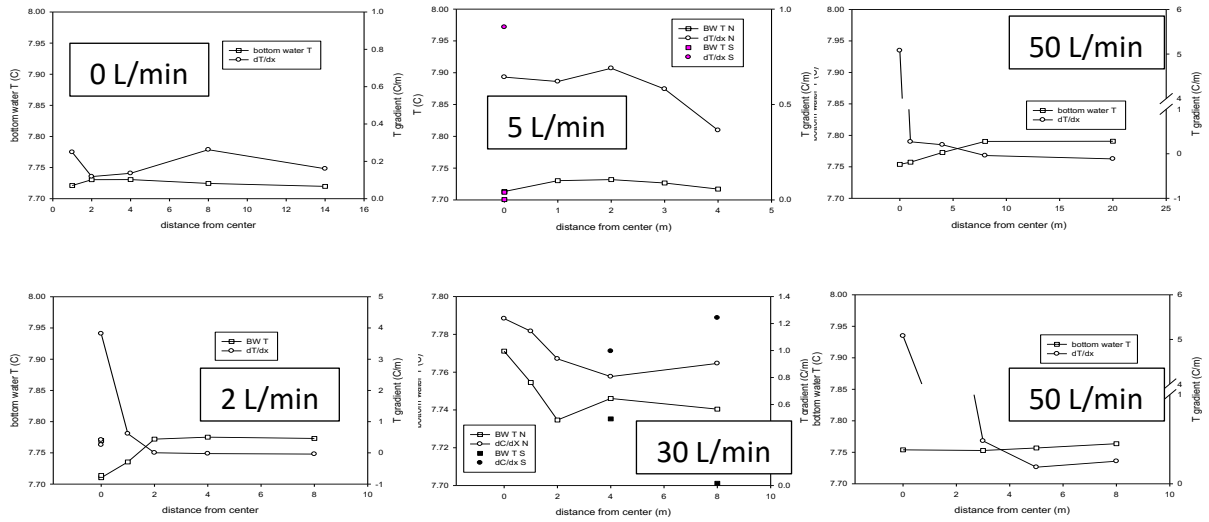 8.00
7.95
7.90
7.85
7.80
7.75
7.70
bottom water T (C)
0 L/min
bottom water T
dT/dx
1.0
0.8
0.6
0.4
0.2
0.0
T gradient (C/m)
0 2 4 6 8 10 12 14 16
distance from center
8.00
7.95
7.90
7.85
7.80
7.75
7.70
T (C)
5 L/min
BW T N
dT/dx N
BW T S
dT/dx S
1.0
0.5
0.0
T gradient (C/m)
0 1 2 3 4 5
distance from center (m)
8.00
7.95
7.90
7.85
7.80
7.75
7.70
bottom water T (C)
50 L/min
bottom water T
dT/dx
6
5
4
1
0
-1
T gradient (C/m)
0 5 10 15 20 25
distance from center (m)
8.00
7.95
7.90
7.85
7.80
7.75
7.70
bottom water T (C)
BW T
dT/dx
2 L/min
5
4
3
2
1
0
-1
T gradient (C/m)
0 2 4 6 8 10
distance from center
7.80
7.78
7.76
7.74
7.72
7.70
bottom water T (C)
BW T N
dC/dX N
BW T S
dC/dx S
30 L/min
1.4
1.2
1.0
0.8
0.6
0.0
T gradient (C/m)
0 2 4 6 8 10
distance from center (m)
8.00
7.95
7.90
7.85
7.80
7.75
7.70
bottom water T (C)
bottom water T
dT/dx
50 L/min
6
5
4
1
0
T gradient (C/m)
0 2 4 6 8 10
distance from center (m)